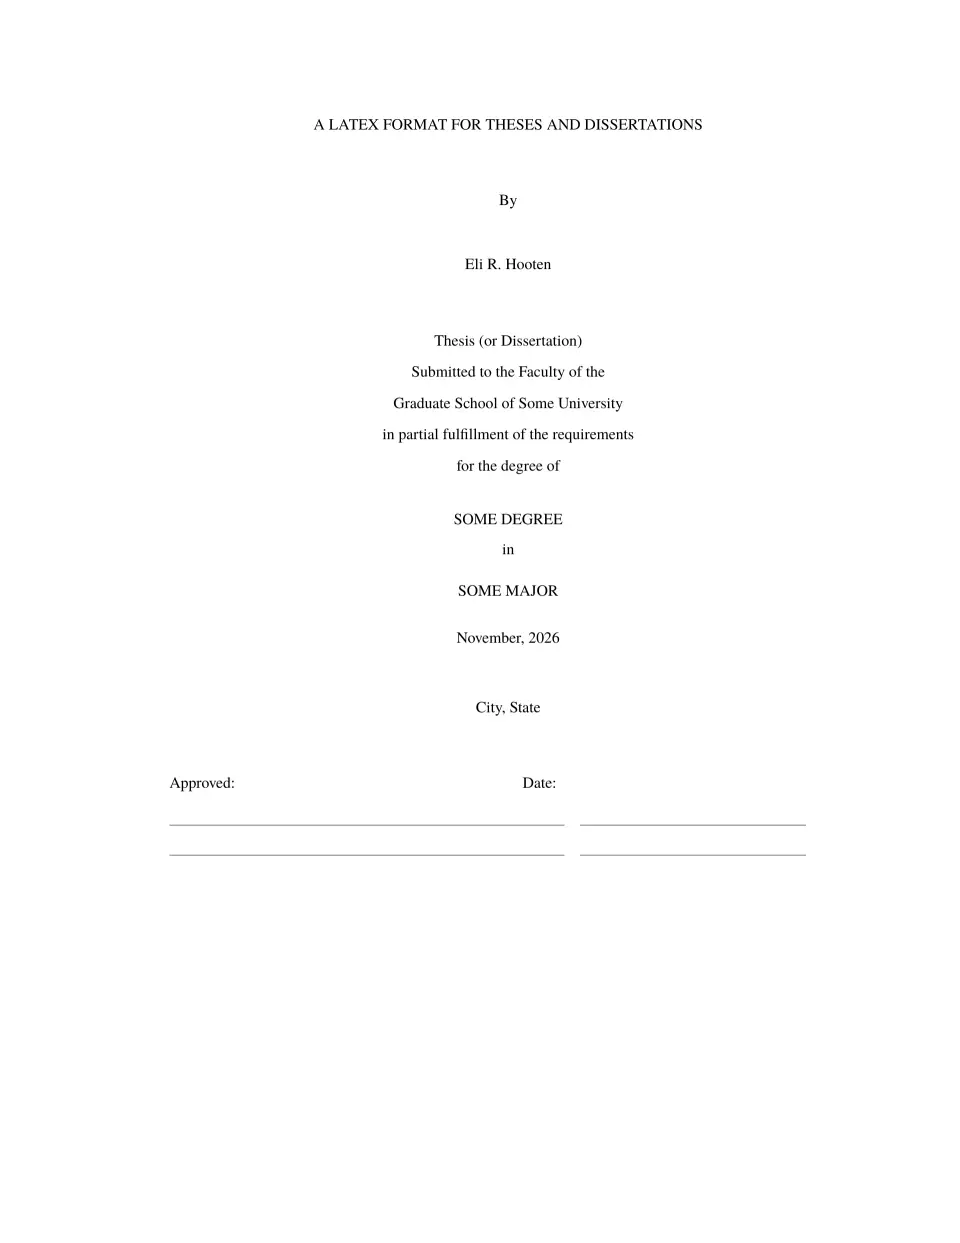 A LATEX FORMAT FOR THESES AND DISSERTATIONS
By
Eli R. Hooten
Thesis (or Dissertation)
Submitted to the Faculty of the
Graduate School of Some University
in partial fulfillment of the requirements
for the degree of
SOME DEGREE
in
SOME MAJOR
November, 2026
City, State
Approved: Date: